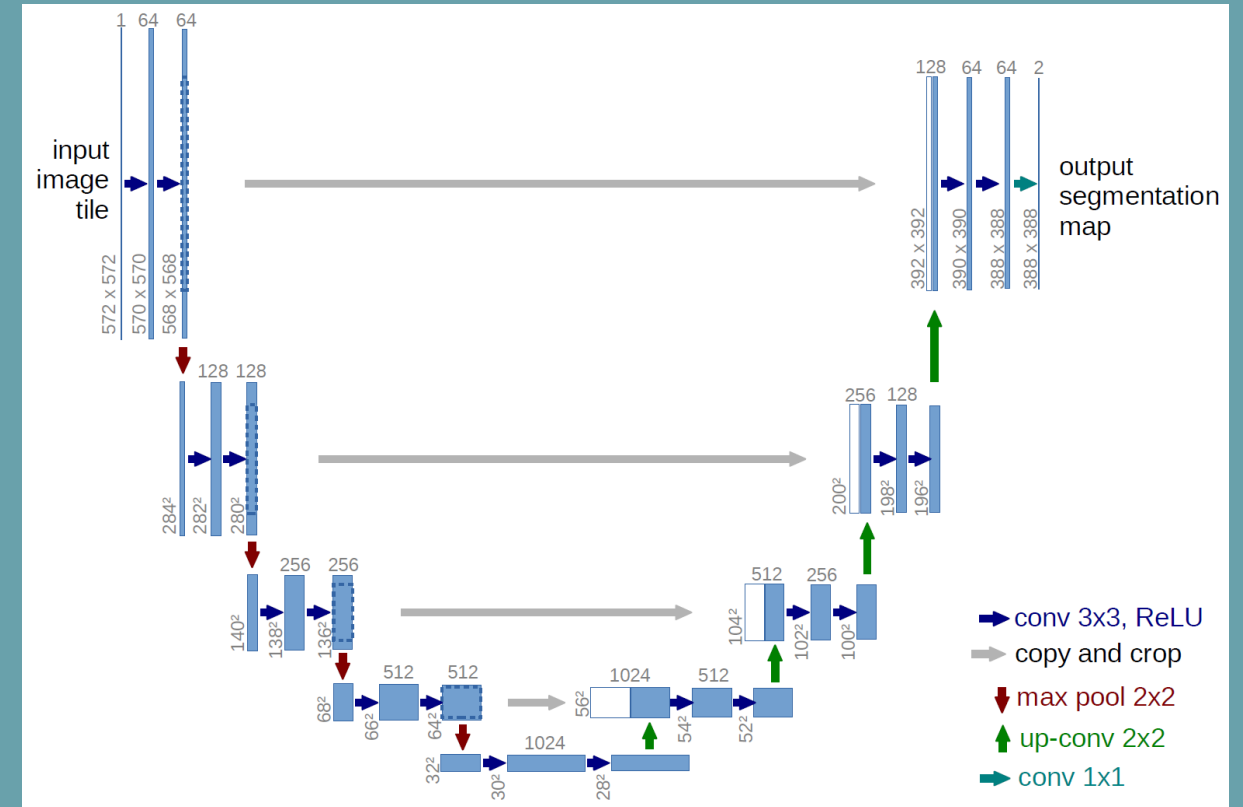 1 64 64
128 64 64 2
input
image
tile
output
segmentation
map
572 x 572
570 x 570
568 x 568
392 x 392
390 x 390
388 x 388
388 x 388
128 128
256 128
284²
282²
280²
200²
198²
196²
256 256
512 256
140²
138²
136²
104²
102²
100²
conv 3x3, ReLU
copy and crop
max pool 2x2
up-conv 2x2
conv 1x1
512 512
1024 512
68²
66²
64²
56²
54²
52²
1024
32²
30²
28²